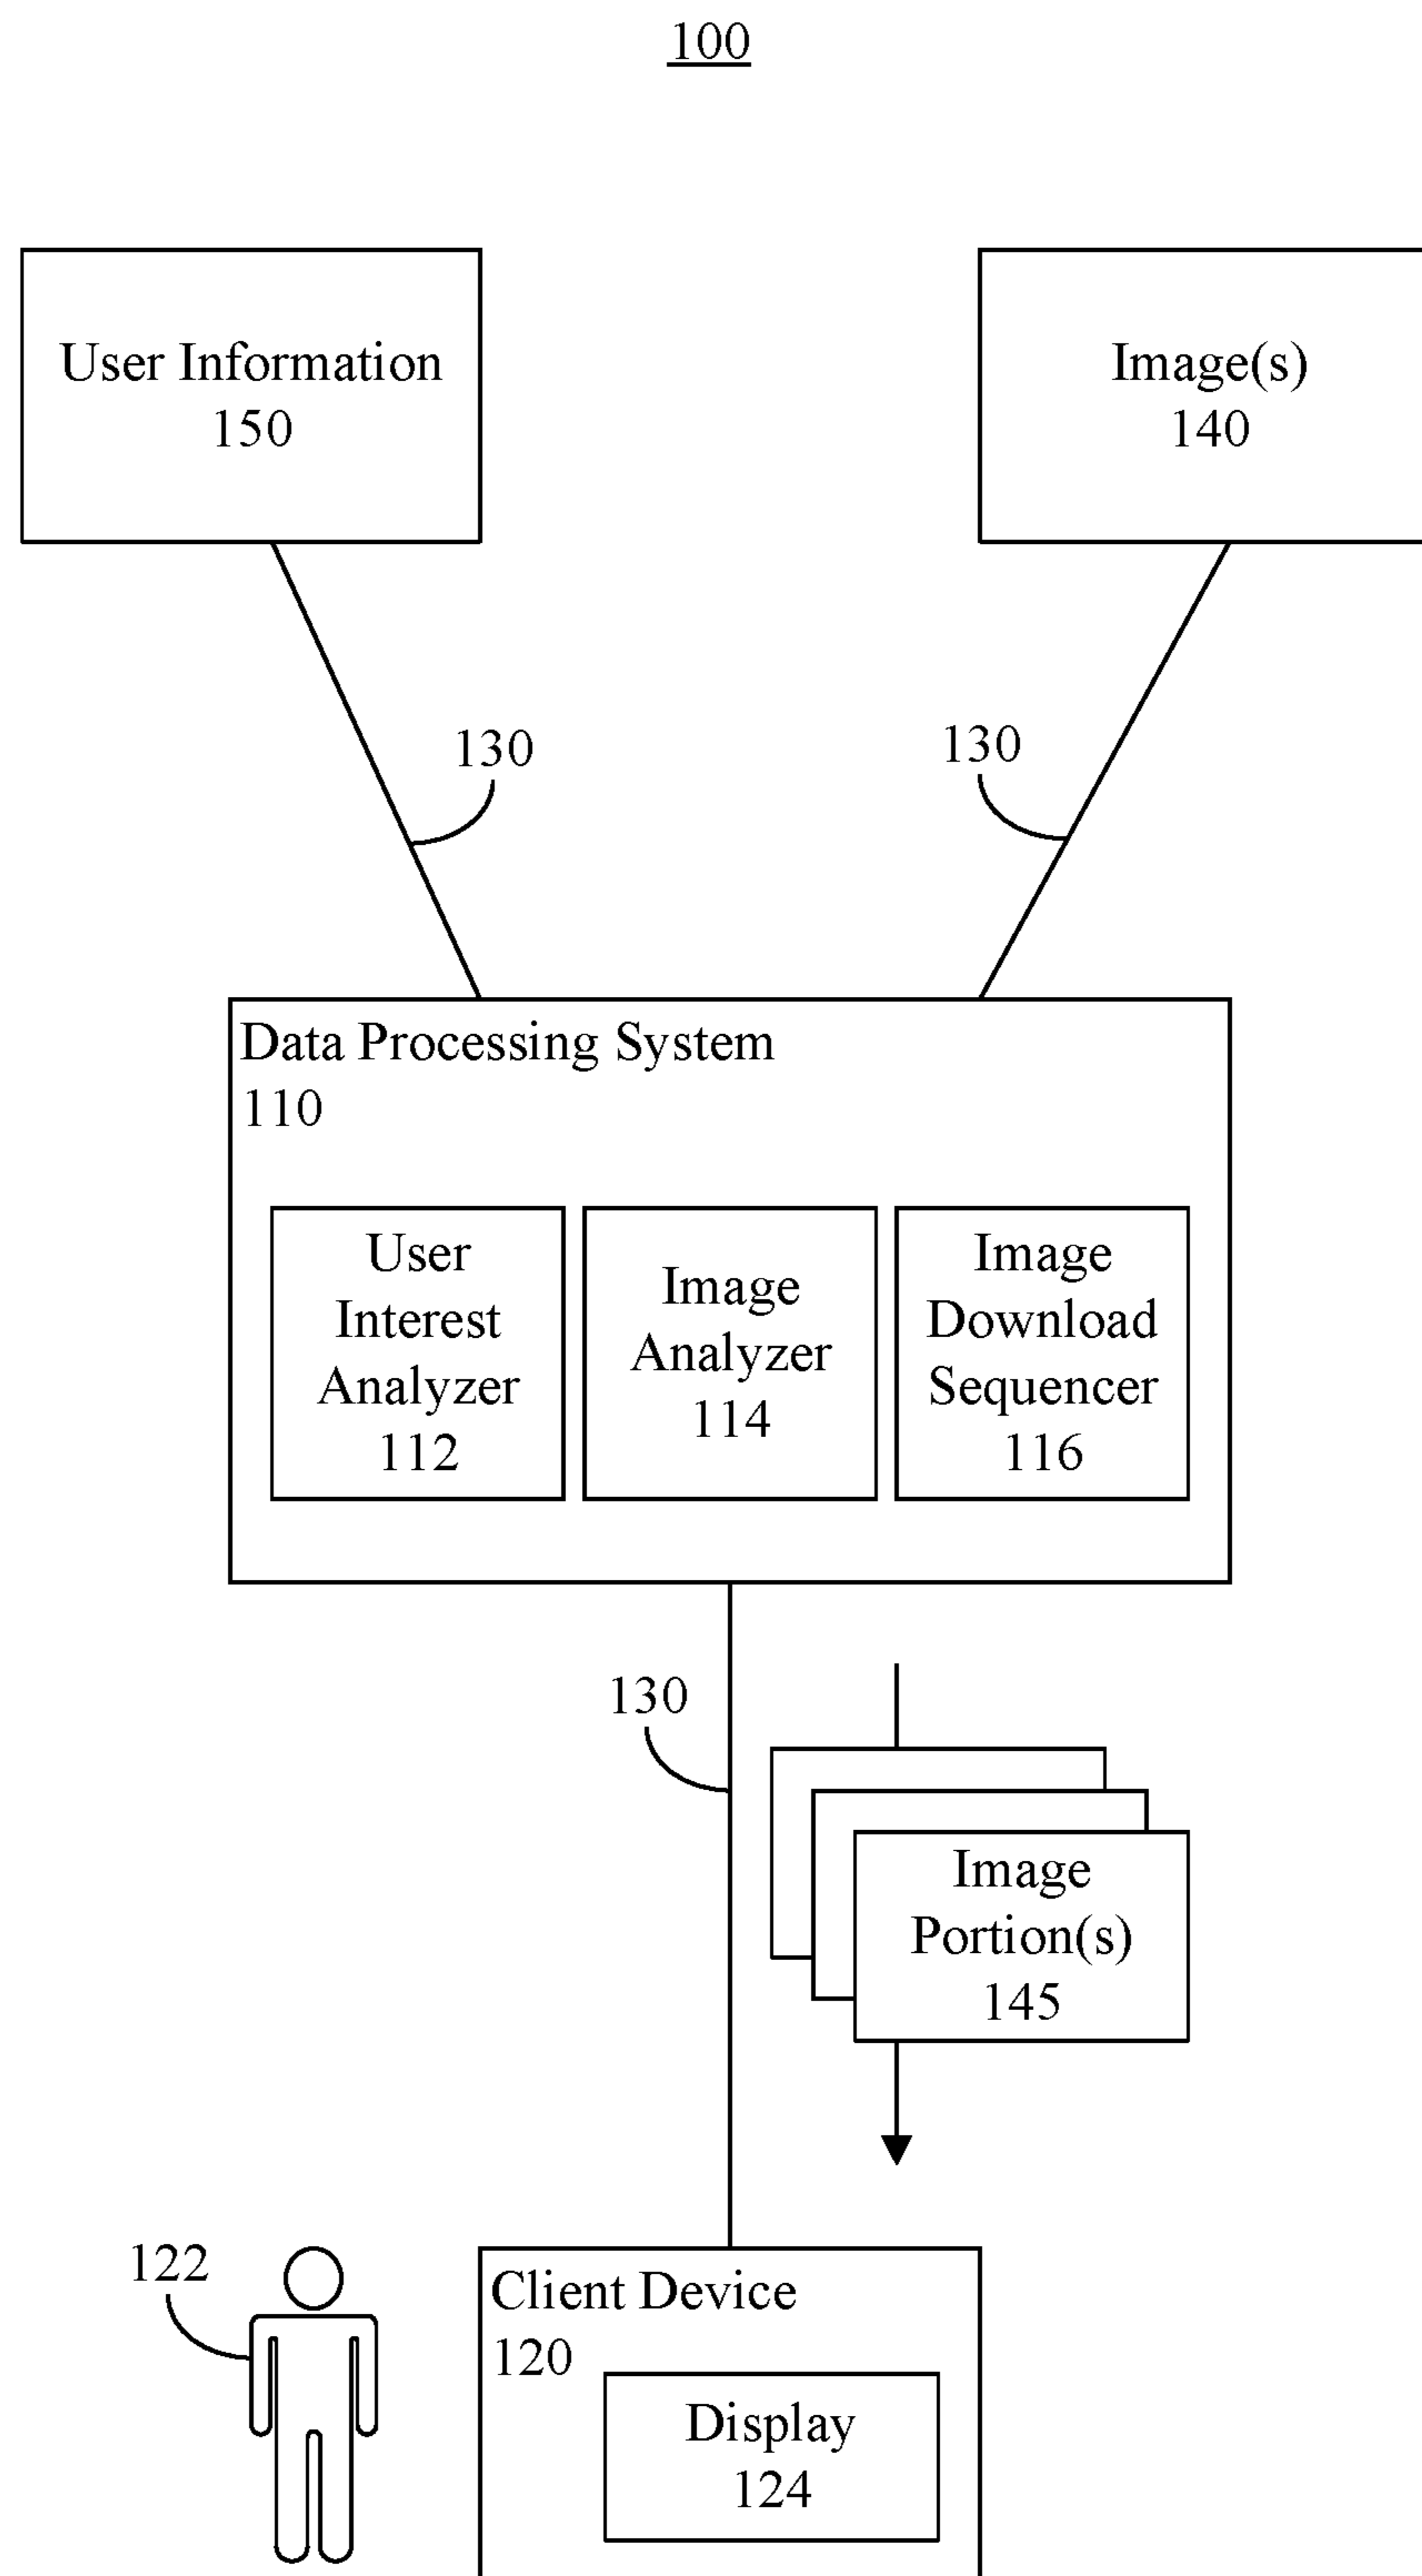 100
User Information
150
Image(s)
140
130
130
Data Processing System
110
User
Interest
Analyzer
112
Image
Analyzer
114
Image
Download
Sequencer
116
130
Image
Portion(s)
145
122
Client Device
120
Display
124